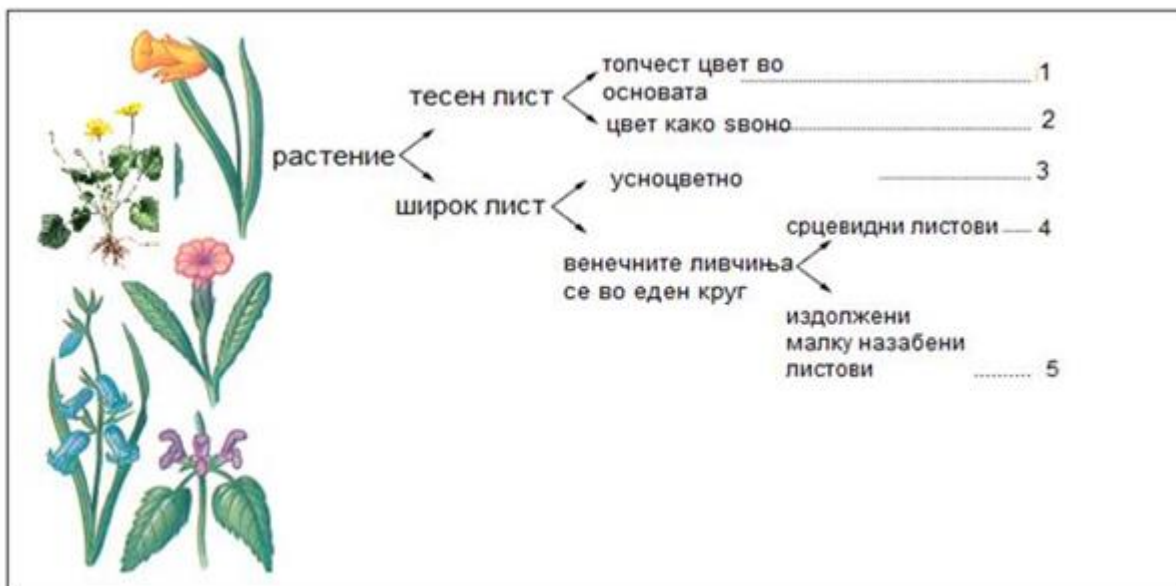 топчест цвет во
основата ............ 1
тесен лист
цвет како ѕвоно ............ 2
растение
усноцветно ............ 3
широк лист
срцевидни листови ...... 4
венечните ливчиња
се во еден круг
издолжени
малку назабени
листови .......... 5